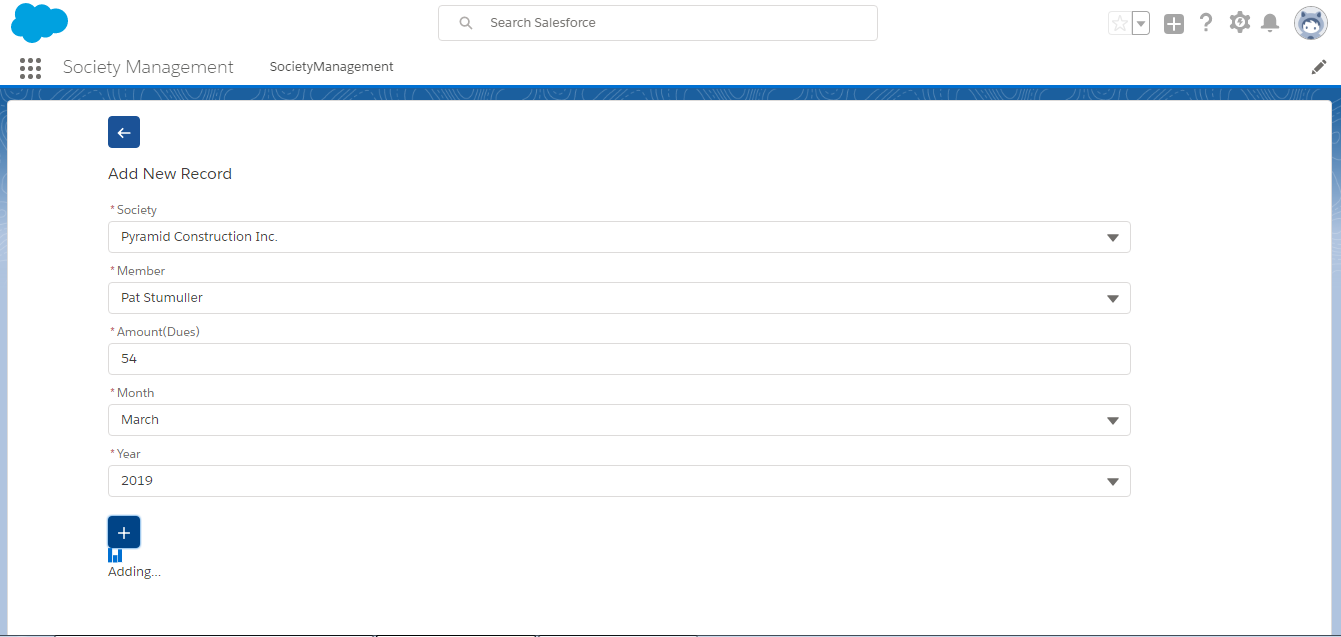 Search Salesforce
Society Management SocietyManagement
Add New Record
*Society
Pyramid Construction Inc.
*Member
Pat Stumuller
*Amount(Dues)
54
*Month
March
*Year
2019
Adding...